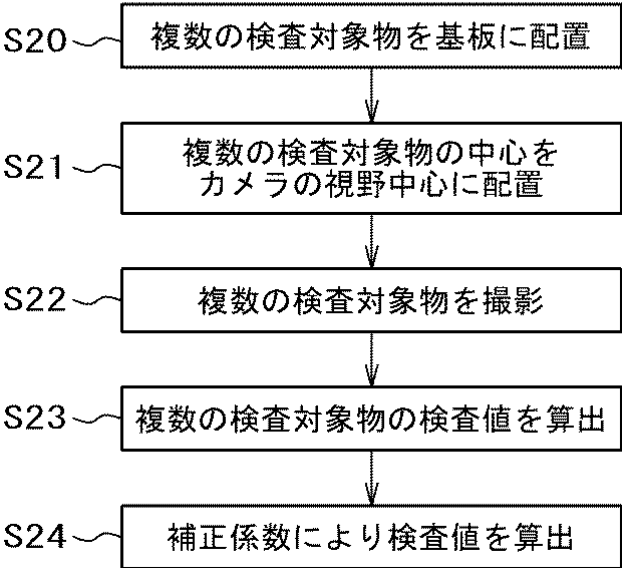 S20 複数の検査対象物を基板に配置
S21 複数の検査対象物の中心を
カメラの視野中心に配置
S22 複数の検査対象物を撮影
S23 複数の検査対象物の検査値を算出
S24 補正係数により検査値を算出